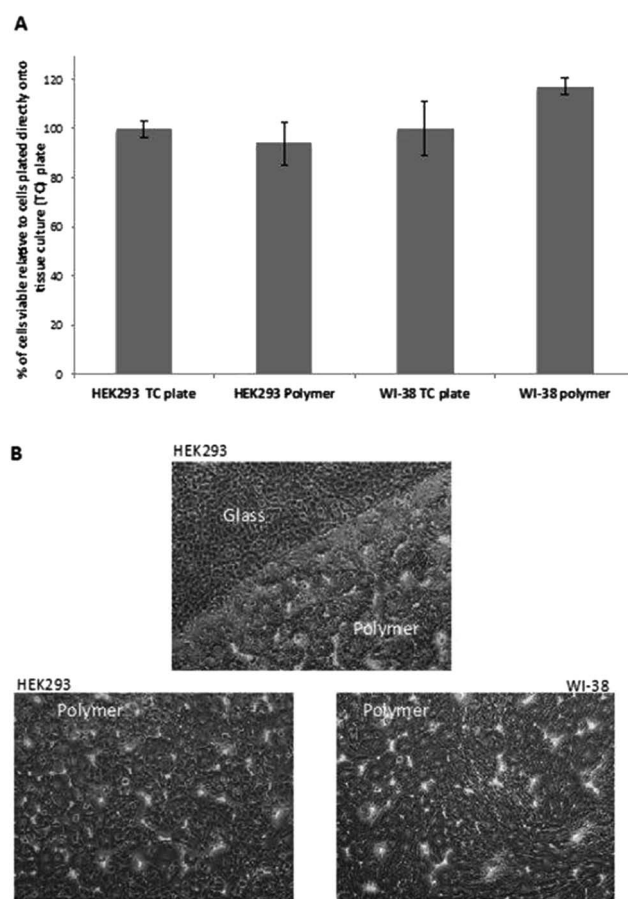 A
% of cells viable relative to cells plated directly onto
tissue culture (TC) plate
120
100
80
60
40
20
0
HEK293 TC plate
HEK293 Polymer
WI-38 TC plate
WI-38 polymer
B
HEK293
Glass
Polymer
HEK293
WI-38
Polymer
Polymer